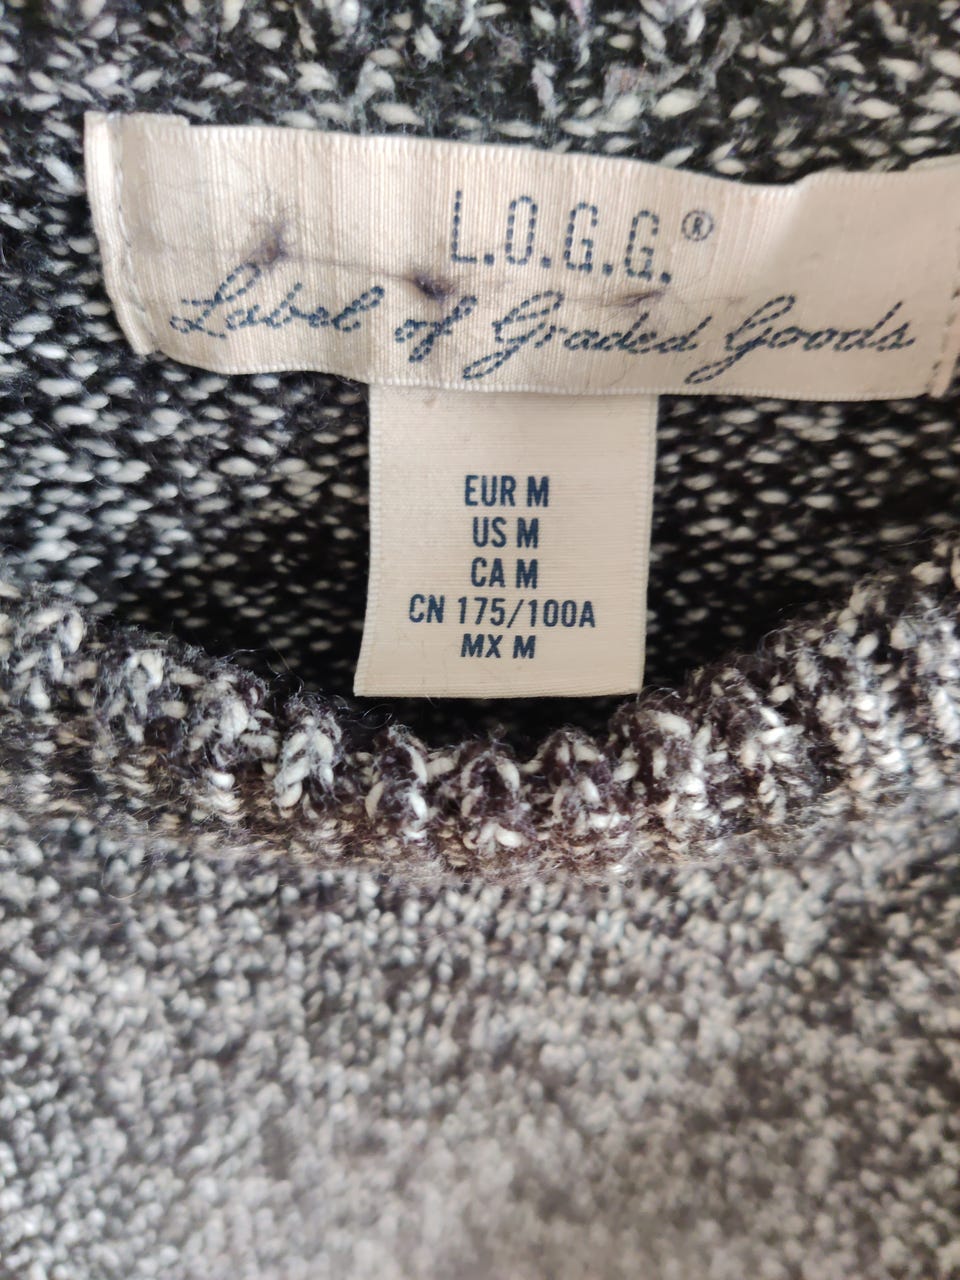 L.O.G.G.®
Label of Graded Goods
EUR M
US M
CA M
CN 175/100A
MX M